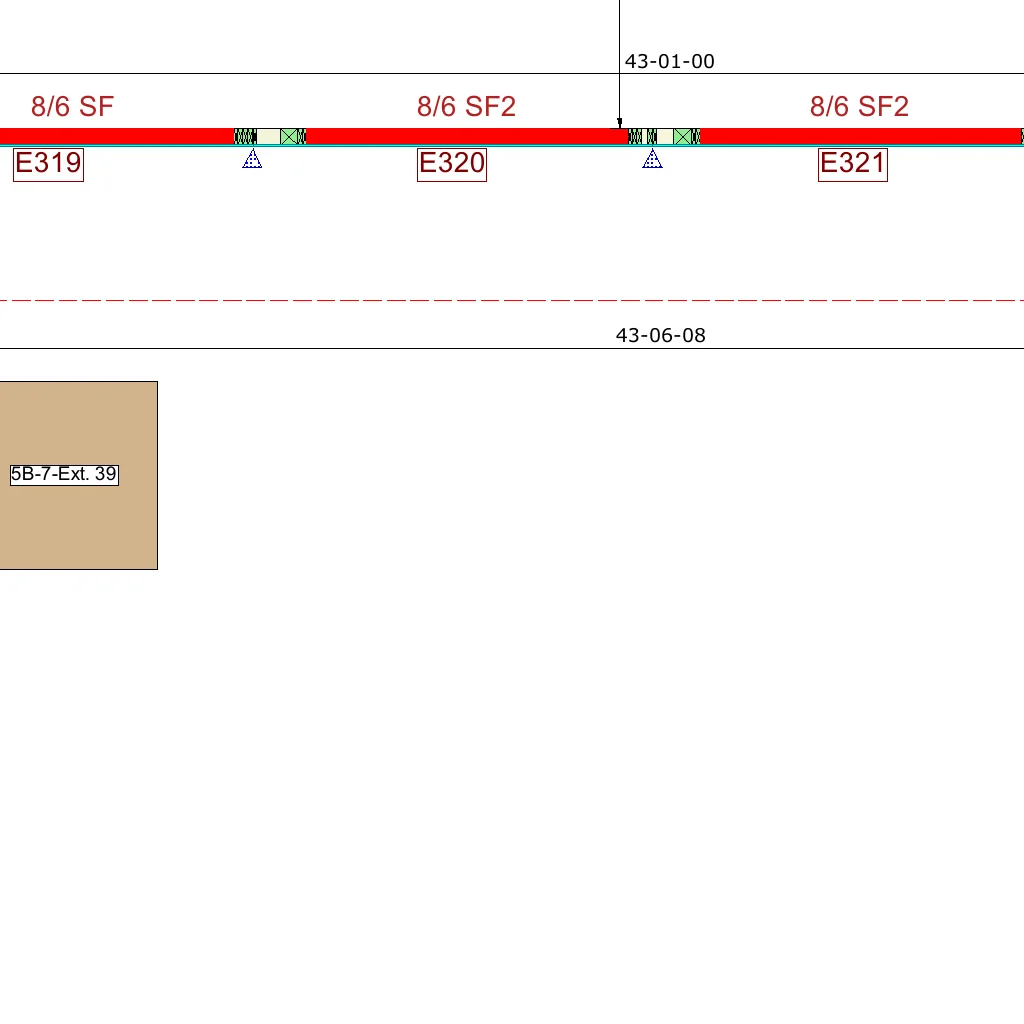 43-01-00
8/6 SF
8/6 SF2
8/6 SF2
E319
E320
E321
43-06-08
5B-7-Ext. 39